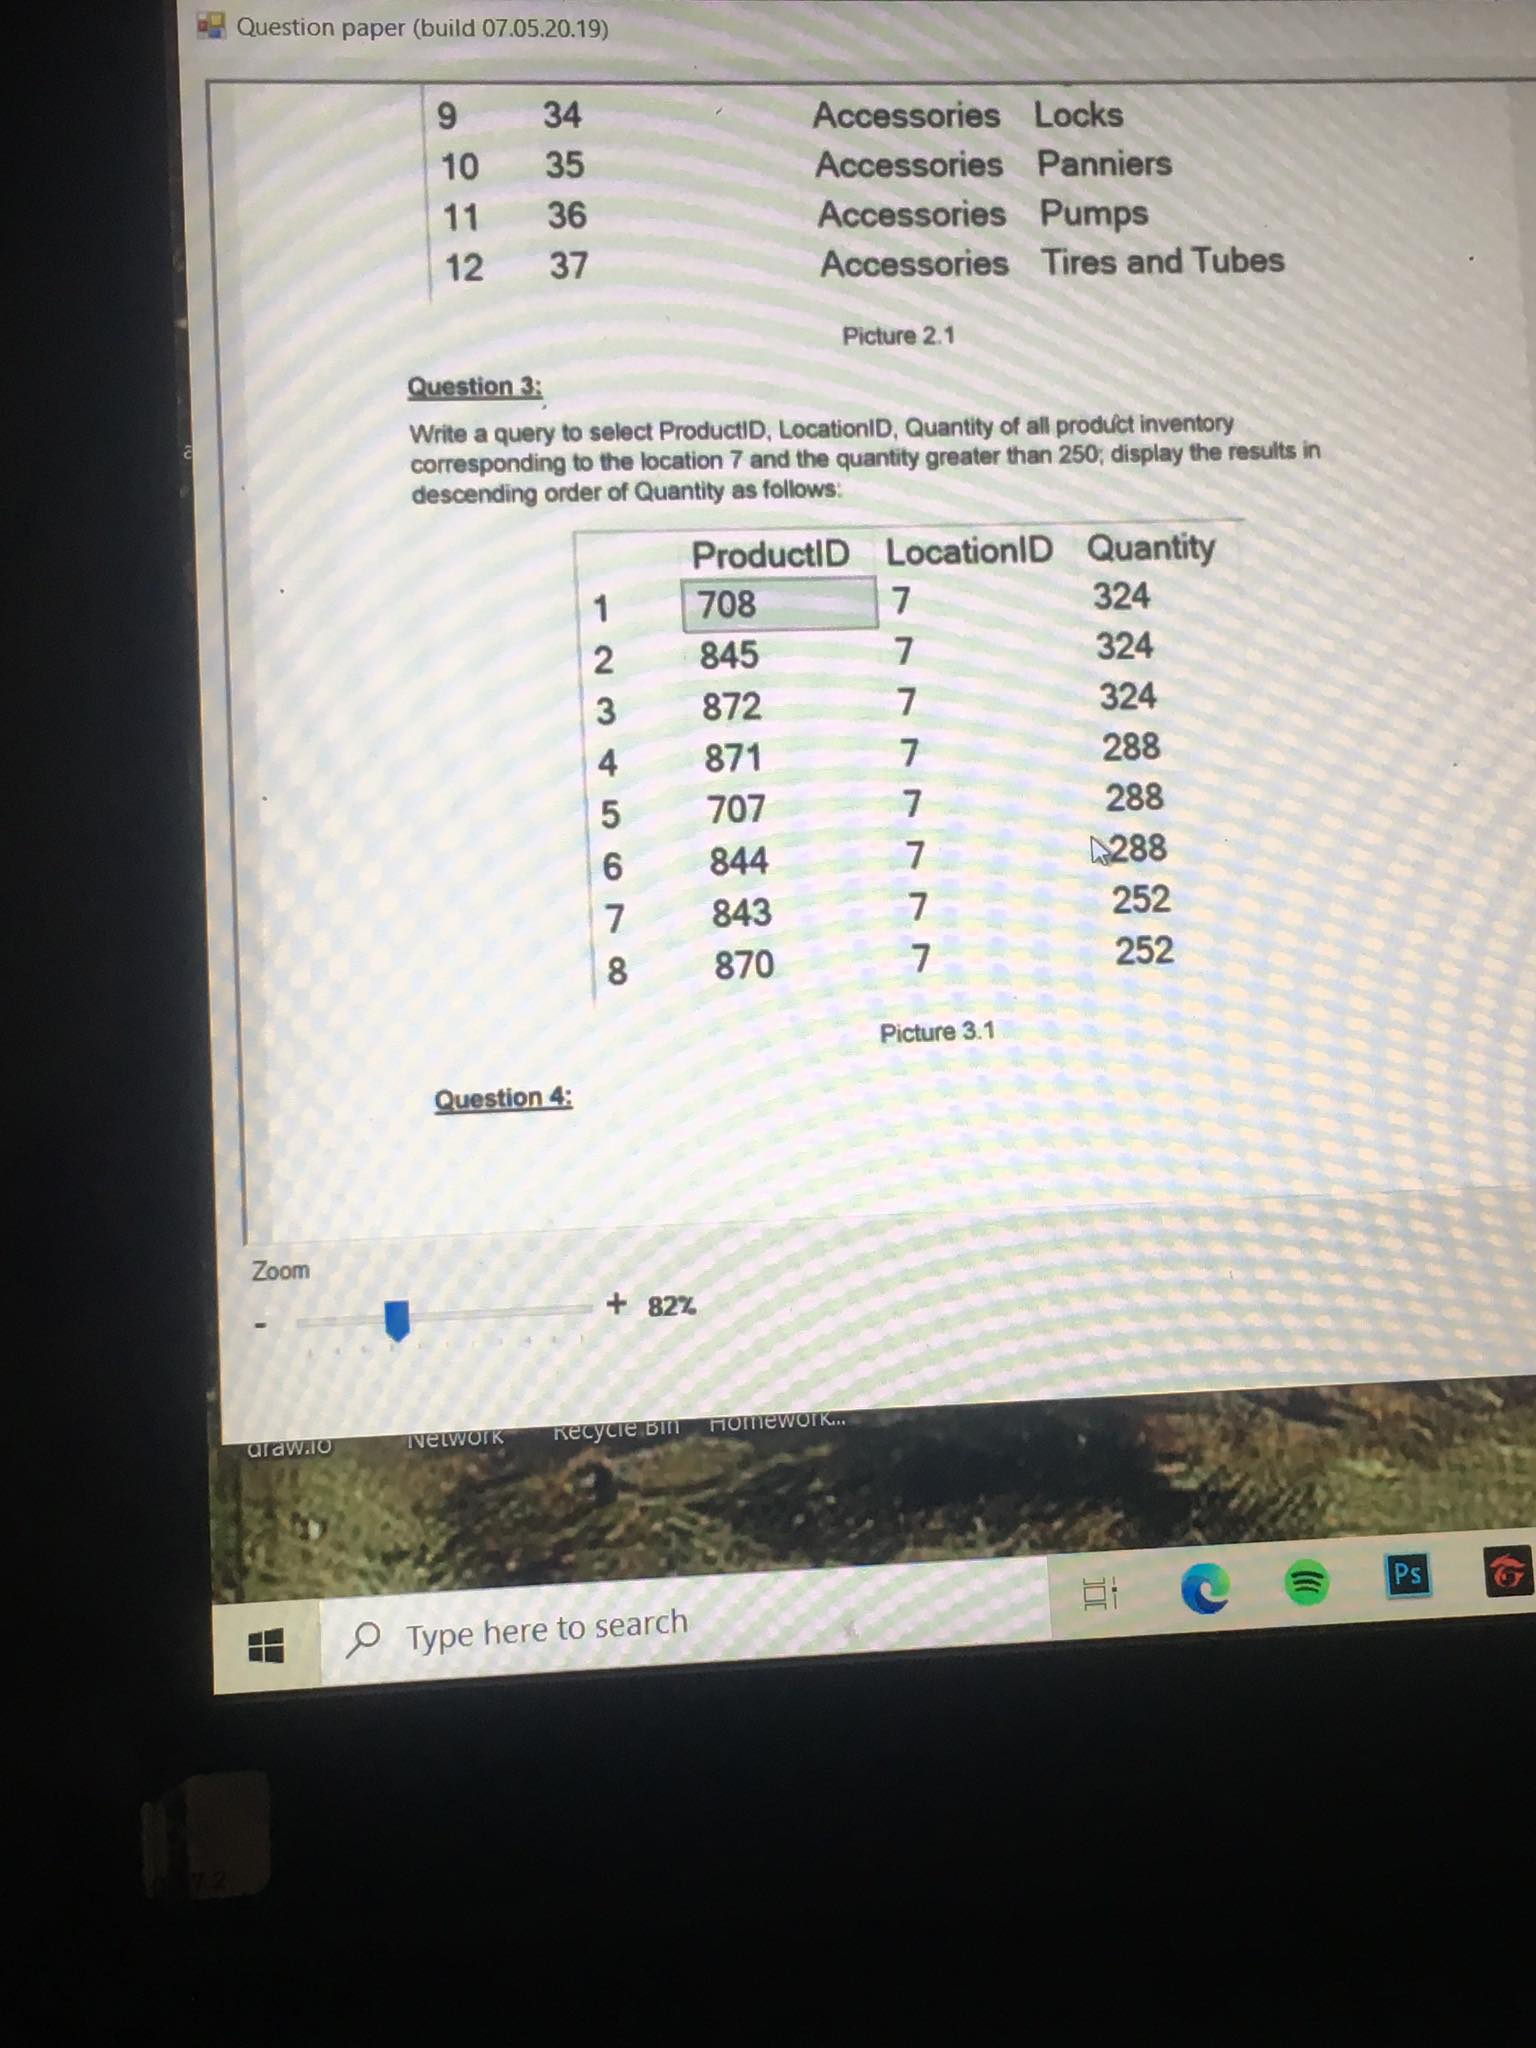 Question paper (build 07.05.20.19)
9 34 Accessories Locks
10 35 Accessories Panniers
11 36 Accessories Pumps
12 37 Accessories Tires and Tubes
Picture 2.1
Question 3:
Write a query to select ProductID, LocationID, Quantity of all product inventory
corresponding to the location 7 and the quantity greater than 250; display the results in
descending order of Quantity as follows:
ProductID LocationID Quantity
1 708 7 324
2 845 7 324
3 872 7 324
4 871 7 288
5 707 7 288
6 844 7 288
7 843 7 252
8 870 7 252
Picture 3.1
Question 4:
Zoom
- + 82%
draw.io Network Recycle Bin Homework...
Type here to search
Ps